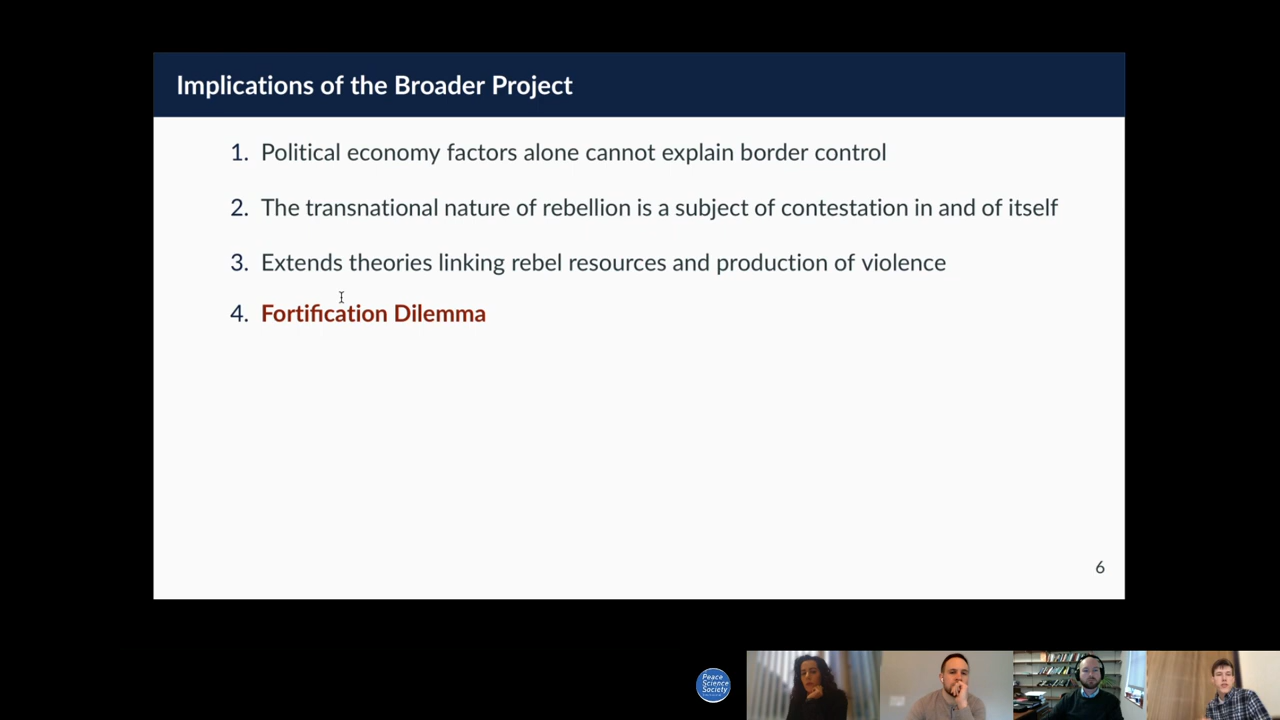 Implications of the Broader Project
1. Political economy factors alone cannot explain border control
2. The transnational nature of rebellion is a subject of contestation in and of itself
3. Extends theories linking rebel resources and production of violence
4. Fortification Dilemma
6
Peace
Science
Society